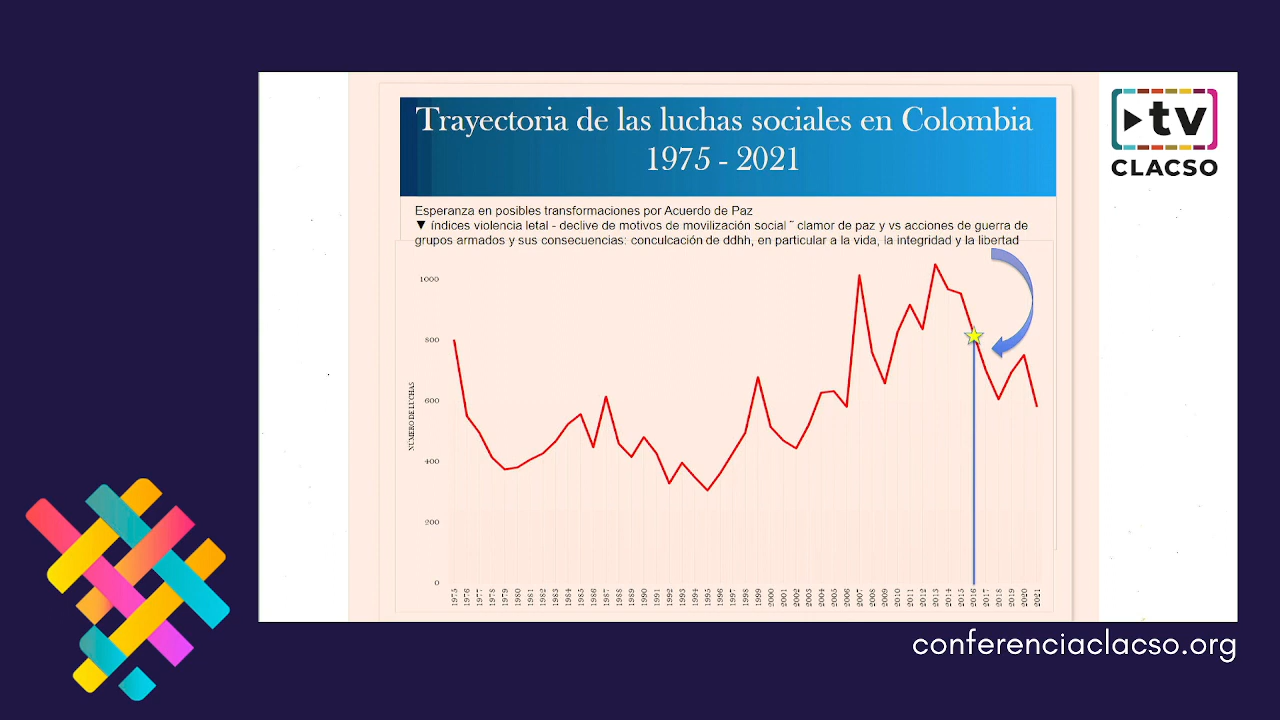 Trayectoria de las luchas sociales en Colombia
1975 - 2021
tv
CLACSO
Esperanza en posibles transformaciones por Acuerdo de Paz
▼ índices violencia letal - declive de motivos de movilización social ˜ clamor de paz y vs acciones de guerra de
grupos armados y sus consecuencias: conculcación de ddhh, en particular a la vida, la integridad y la libertad
1000
800
600
400
200
0
NUMERO DE LUCHAS
1975 1976 1977 1978 1979 1980 1981 1982 1983 1984 1985 1986 1987 1988 1989 1990 1991 1992 1993 1994 1995 1996 1997 1998 1999 2000 2001 2002 2003 2004 2005 2006 2007 2008 2009 2010 2011 2012 2013 2014 2015 2016 2017 2018 2019 2020 2021
conferenciaclacso.org